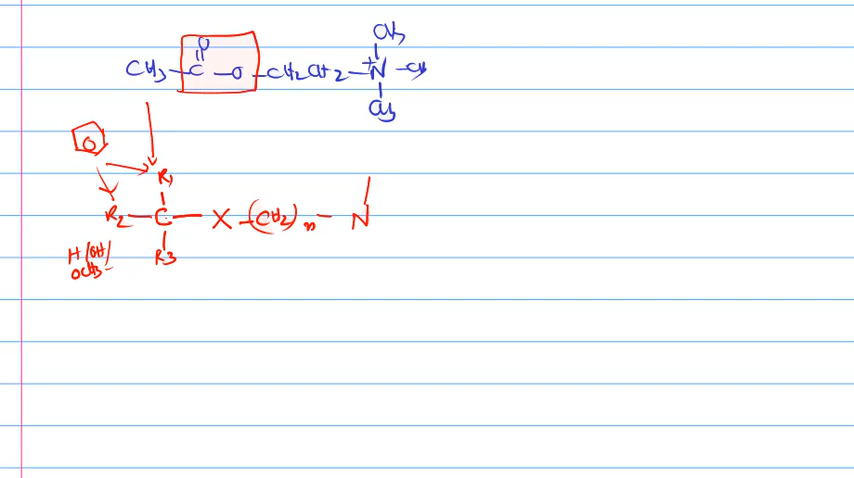 CH3
O
CH3 – C – O – CH2CH2 – N+ – CH3
CH3
O
R1
R2 – C – X – (CH2)n – N
H/OH/
R3
OCH3